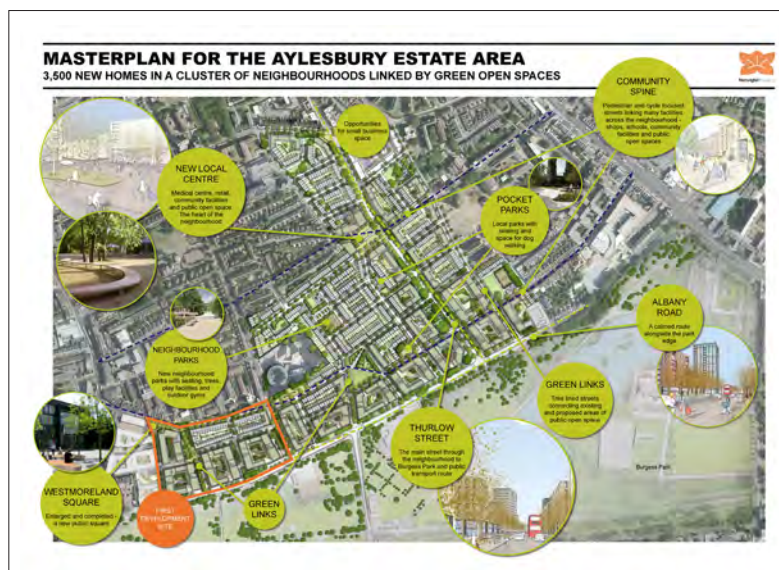 MASTERPLAN FOR THE AYLESBURY ESTATE AREA
3,500 NEW HOMES IN A CLUSTER OF NEIGHBOURHOODS LINKED BY GREEN OPEN SPACES
COMMUNITY
SPINE
Pedestrian and cycle focused
streets linking many facilities
across the neighbourhood -
shops, schools, community
facilities and public
open spaces
Opportunities
for small business
space
NEW LOCAL
CENTRE
Medical centre, retail,
community facilities
and public open space.
The heart of the
neighbourhood
POCKET
PARKS
Local parks with
seating and
space for dog
walking
ALBANY
ROAD
A calmed route
alongside the park
edge
NEIGHBOURHOOD
PARKS
New neighbourhood
parks with seating, trees,
play facilities and
outdoor gyms
GREEN LINKS
Tree lined streets
connecting existing
and proposed areas of
public open space
THURLOW
STREET
The main street through
the neighbourhood to
Burgess Park and public
transport route
Burgess Park
WESTMORELAND
SQUARE
Enlarged and completed -
a new public square
FIRST
DEVELOPMENT
SITE
GREEN
LINKS